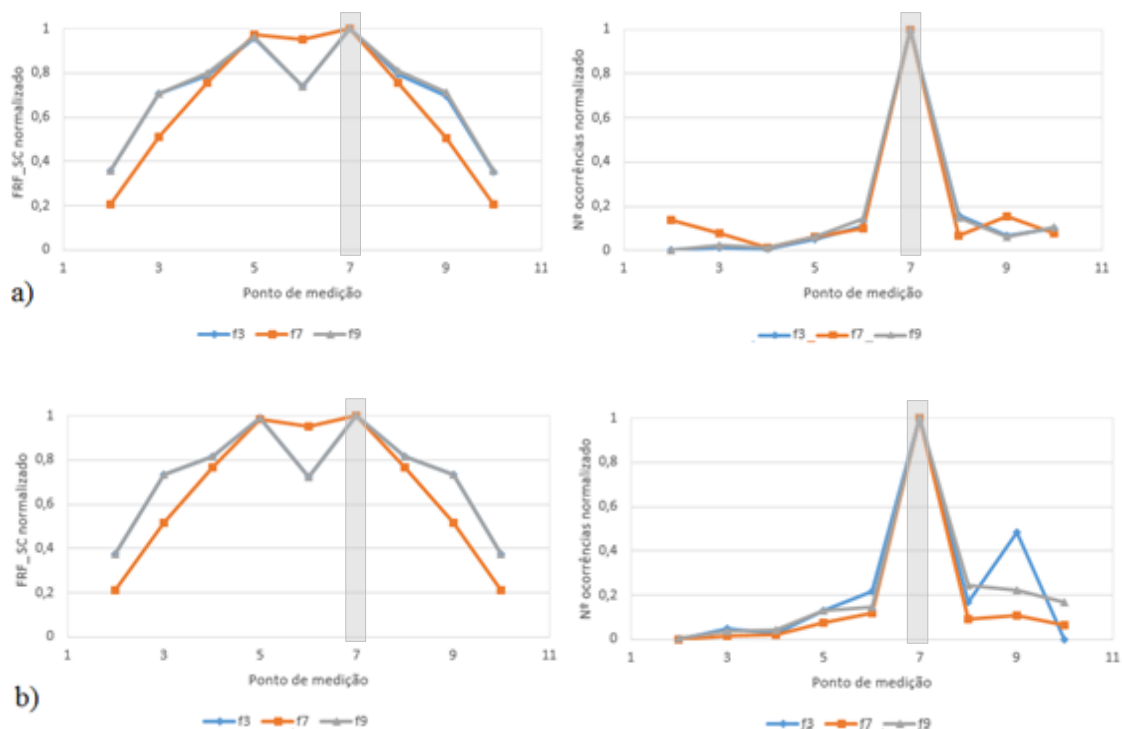 FRF_SC normalizado
1
0,8
0,6
0,4
0,2
0
1 3 5 7 9 11
Ponto de medição
a)
f3 f7 f9
Nº ocorrências normalizado
1
0,8
0,6
0,4
0,2
0
1 3 5 7 9 11
Ponto de medição
_ f3_ f7_ f9
FRF_SC normalizado
1
0,8
0,6
0,4
0,2
0
1 3 5 7 9 11
Ponto de medição
b)
f3 f7 f9
Nº ocorrências normalizado
1
0,8
0,6
0,4
0,2
0
1 3 5 7 9 11
Ponto de medição
f3 f7 f9